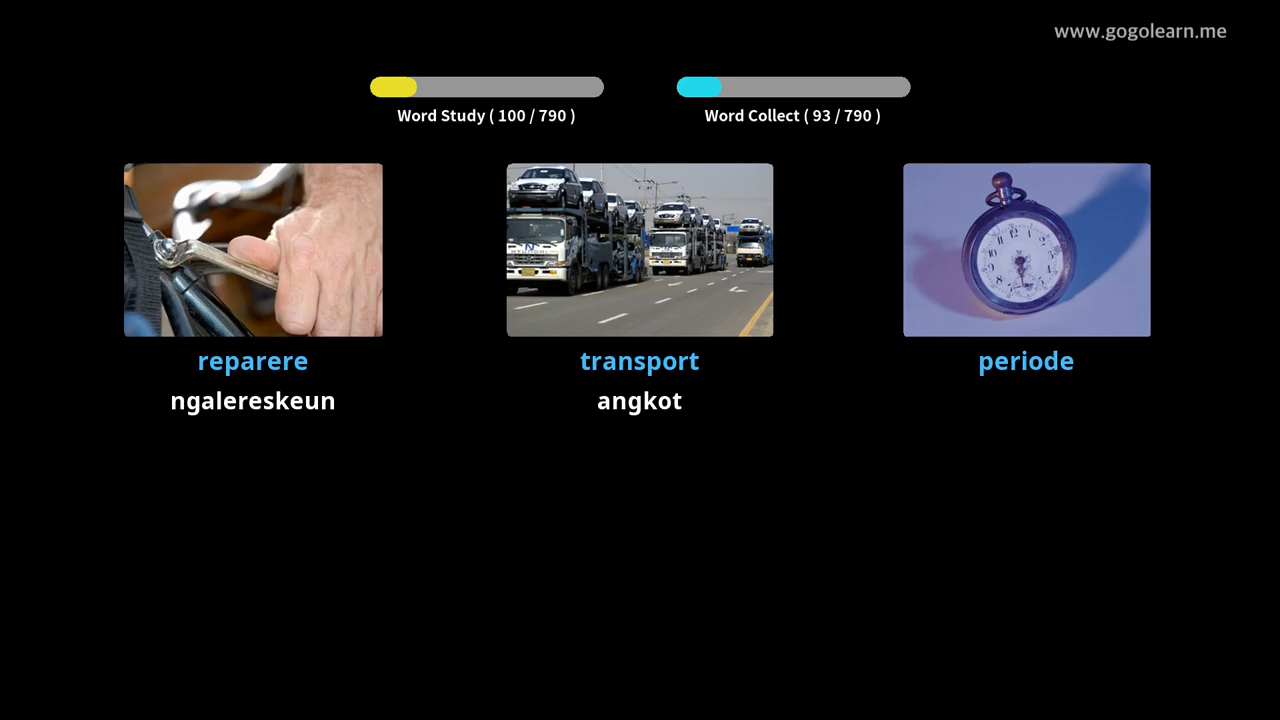 www.gogolearn.me
Word Study ( 100 / 790 )
Word Collect ( 93 / 790 )
reparere
transport
periode
ngalereskeun
angkot